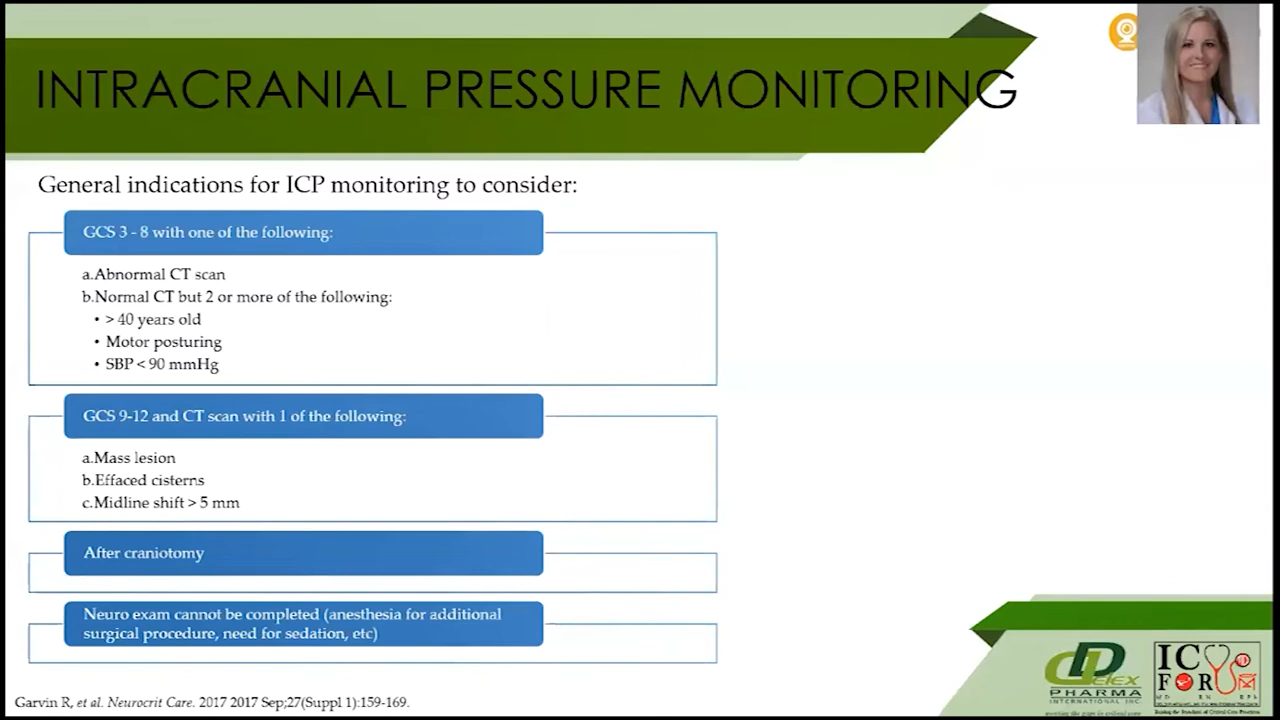 INTRACRANIAL PRESSURE MONITORING
General indications for ICP monitoring to consider:
GCS 3 - 8 with one of the following:
a.Abnormal CT scan
b.Normal CT but 2 or more of the following:
• > 40 years old
• Motor posturing
• SBP < 90 mmHg
GCS 9-12 and CT scan with 1 of the following:
a.Mass lesion
b.Effaced cisterns
c.Midline shift > 5 mm
After craniotomy
Neuro exam cannot be completed (anesthesia for additional
surgical procedure, need for sedation, etc)
Garvin R, et al. Neurocrit Care. 2017 2017 Sep;27(Suppl 1):159-169.
PHARMA
INTERNATIONAL INC.
IC
FOR M